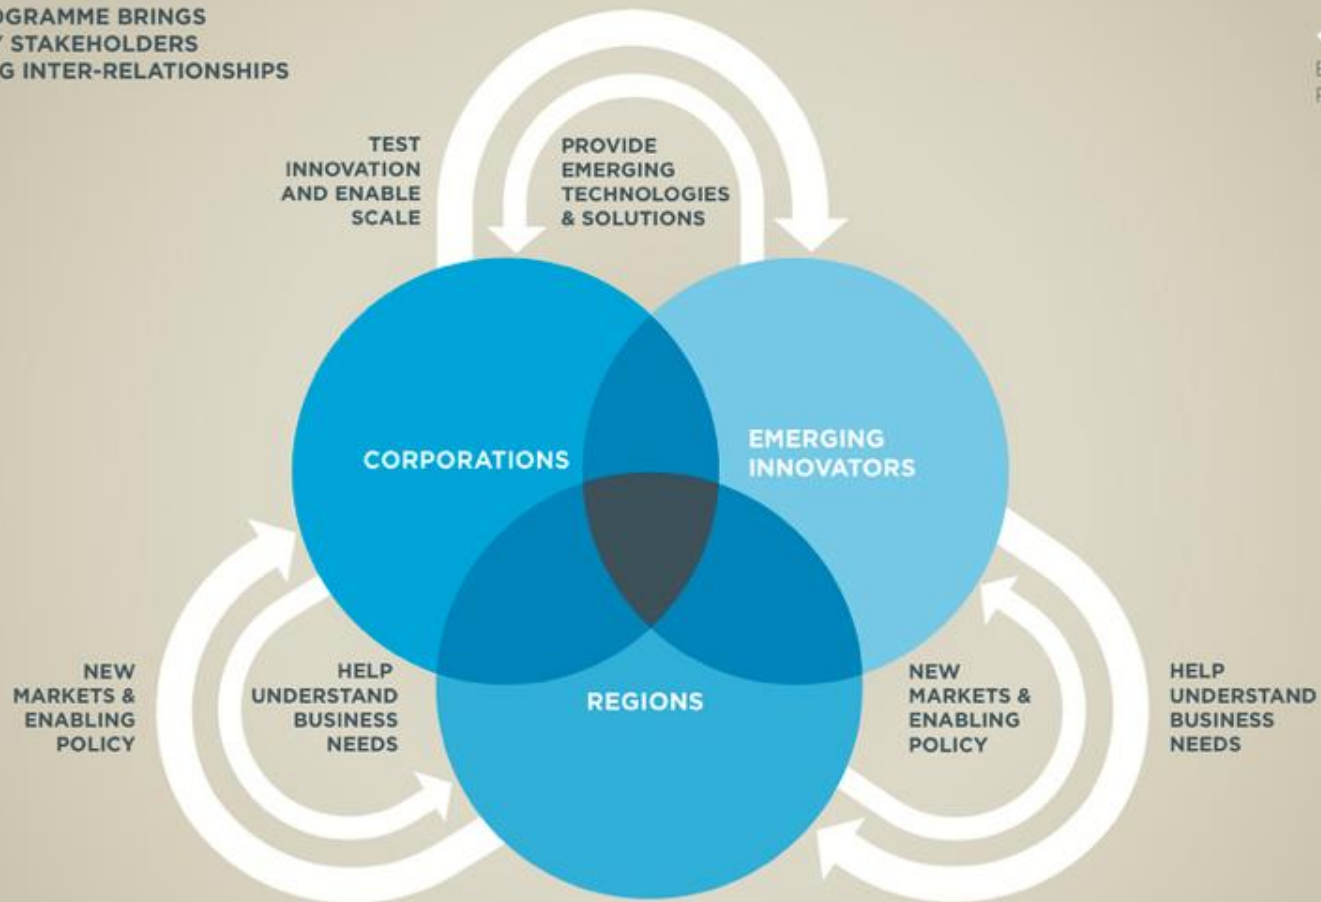 OGRAMME BRINGS
STAKEHOLDERS
G INTER-RELATIONSHIPS
TEST
INNOVATION
AND ENABLE
SCALE
PROVIDE
EMERGING
TECHNOLOGIES
& SOLUTIONS
CORPORATIONS
EMERGING
INNOVATORS
REGIONS
NEW
MARKETS &
ENABLING
POLICY
HELP
UNDERSTAND
BUSINESS
NEEDS
NEW
MARKETS &
ENABLING
POLICY
HELP
UNDERSTAND
BUSINESS
NEEDS